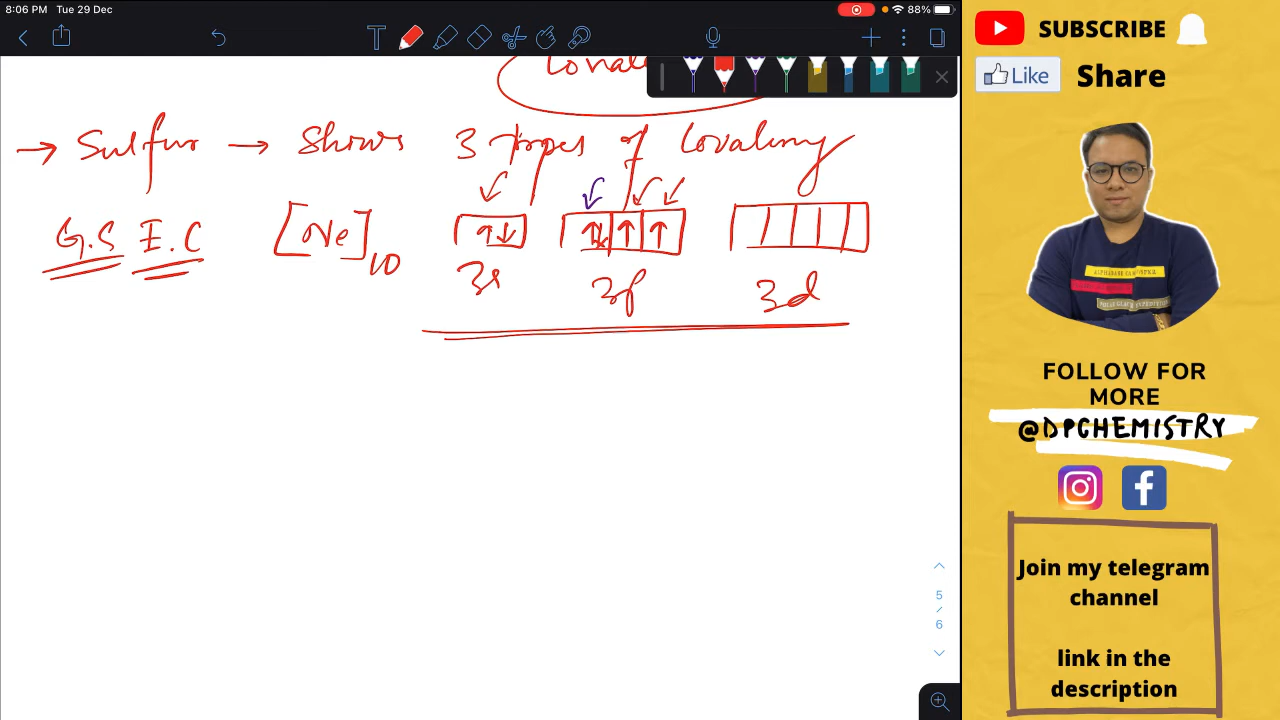 8:06 PM Tue 29 Dec
88%
→ Sulfur → Shows 3 types of Covalency
G.S E.C [Ne]10
3s 3p 3d
5
/
6
SUBSCRIBE
Like Share
FOLLOW FOR
MORE
@DPCHEMISTRY
Join my telegram
channel
link in the
description